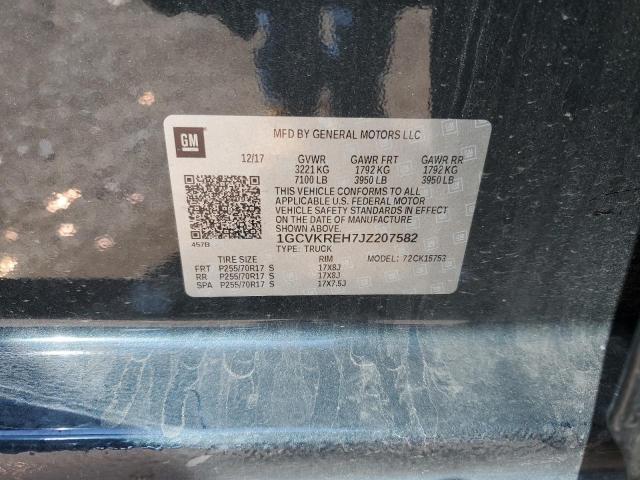 GM
MFD BY GENERAL MOTORS LLC
12/17 GVWR GAWR FRT GAWR RR
3221 KG 1792 KG 1792 KG
7100 LB 3950 LB 3950 LB
THIS VEHICLE CONFORMS TO ALL
APPLICABLE U.S. FEDERAL MOTOR
VEHICLE SAFETY STANDARDS IN EFFECT
ON THE DATE OF MANUFACTURE
SHOWN ABOVE.
457B
1GCVKREH7JZ207582
TYPE: TRUCK
TIRE SIZE RIM MODEL: 72CK15753
FRT P255/70R17 S 17X8J
RR P255/70R17 S 17X8J
SPA P255/70R17 S 17X7.5J